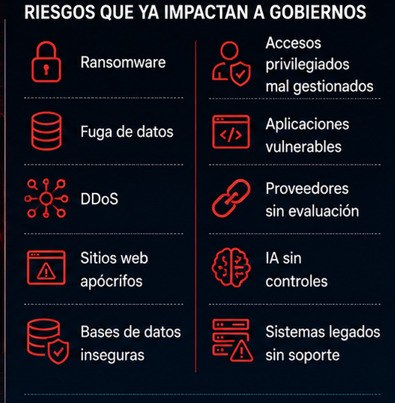 RIESGOS QUE YA IMPACTAN A GOBIERNOS
Ransomware
Fuga de datos
DDoS
Sitios web
apócrifos
Bases de datos
inseguras
Accesos
privilegiados
mal gestionados
Aplicaciones
vulnerables
Proveedores
sin evaluación
IA sin
controles
Sistemas legados
sin soporte